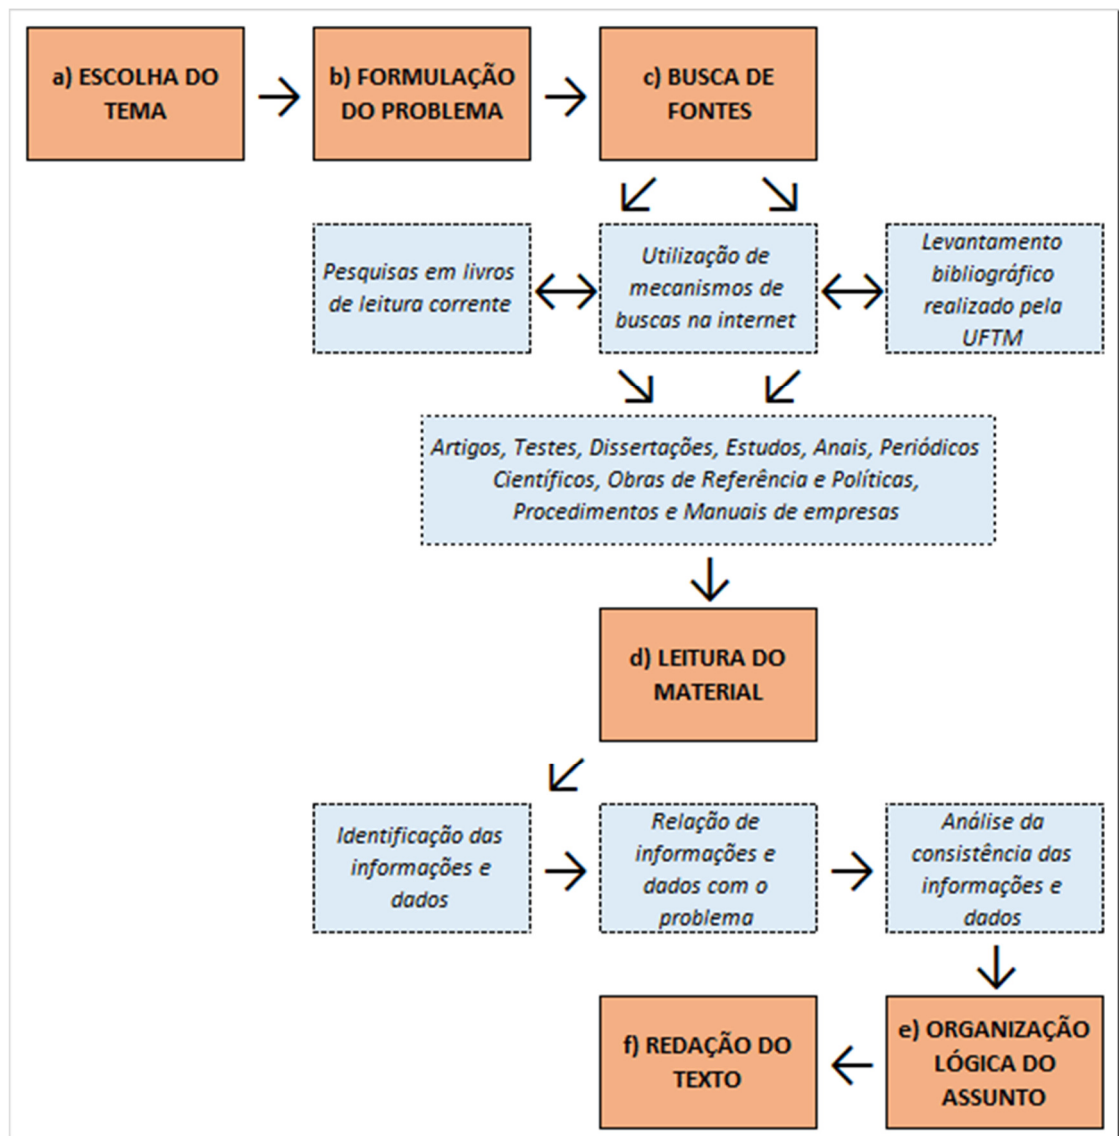 a) ESCOLHA DO
TEMA
b) FORMULAÇÃO
DO PROBLEMA
c) BUSCA DE
FONTES
Pesquisas em livros
de leitura corrente
Utilização de
mecanismos de
buscas na internet
Levantamento
bibliográfico
realizado pela
UFTM
Artigos, Testes, Dissertações, Estudos, Anais, Periódicos
Científicos, Obras de Referência e Políticas,
Procedimentos e Manuais de empresas
d) LEITURA DO
MATERIAL
Identificação das
informações e
dados
Relação de
informações e
dados com o
problema
Análise da
consistência das
informações e
dados
f) REDAÇÃO DO
TEXTO
e) ORGANIZAÇÃO
LÓGICA DO
ASSUNTO